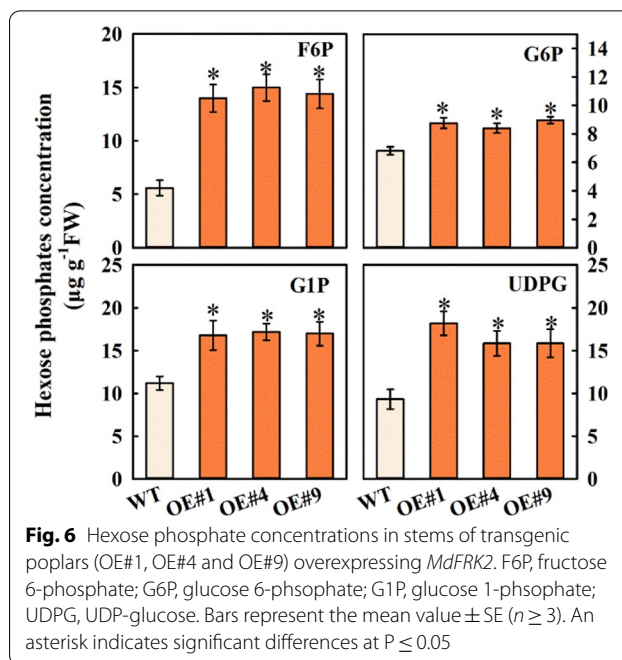 Hexose phosphates concentration
(µg g⁻¹FW)
20
15
10
5
0
F6P
*
*
*
G6P
*
*
*
14
12
10
8
6
4
2
0
25
20
15
10
5
0
G1P
*
*
*
WT OE#1 OE#4 OE#9
UDPG
*
*
*
25
20
15
10
5
0
WT OE#1 OE#4 OE#9
Fig. 6 Hexose phosphate concentrations in stems of transgenic
poplars (OE#1, OE#4 and OE#9) overexpressing MdFRK2. F6P, fructose
6-phosphate; G6P, glucose 6-phsophate; G1P, glucose 1-phsophate;
UDPG, UDP-glucose. Bars represent the mean value ± SE (n ≥ 3). An
asterisk indicates significant differences at P ≤ 0.05